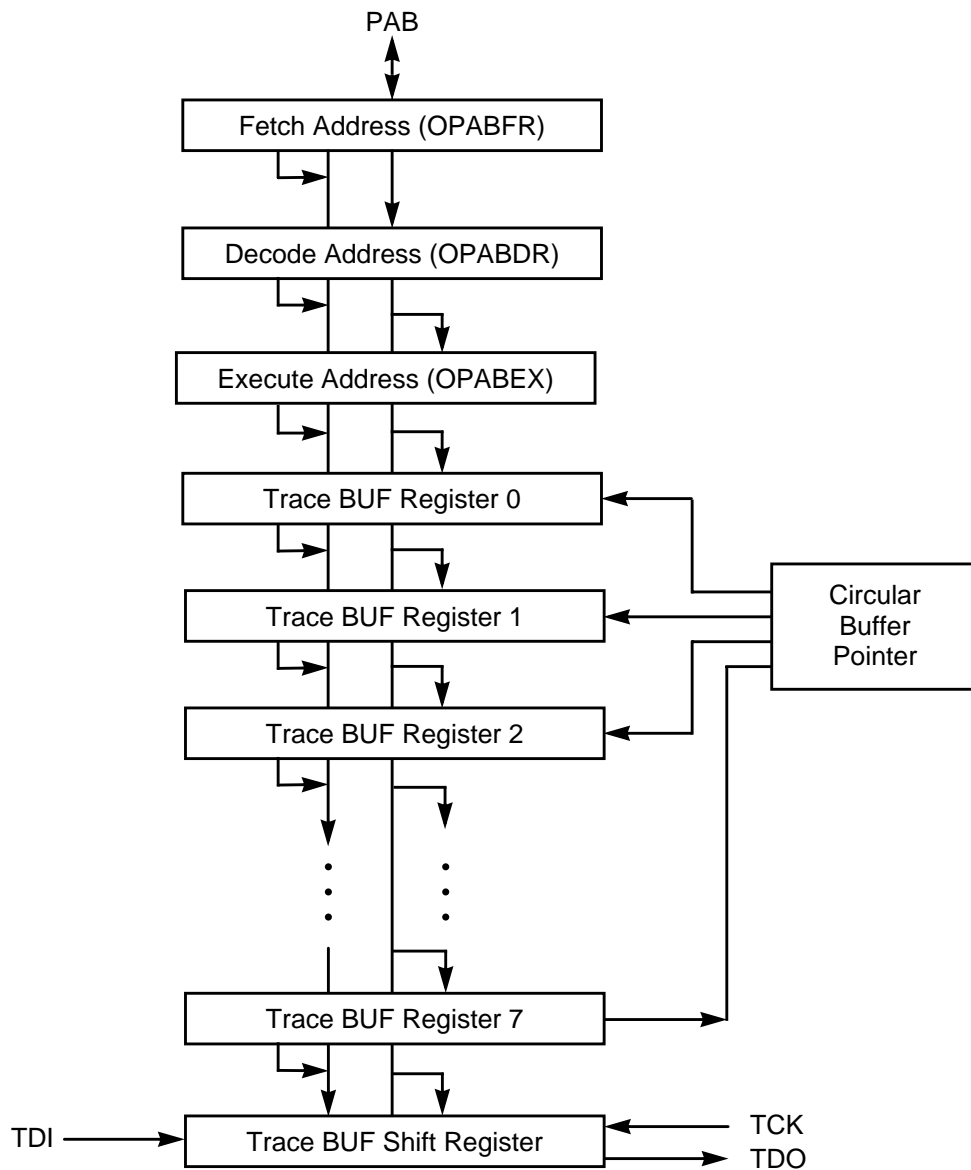 PAB
Fetch Address (OPABFR)
Decode Address (OPABDR)
Execute Address (OPABEX)
Trace BUF Register 0
Trace BUF Register 1
Circular
Buffer
Pointer
Trace BUF Register 2
Trace BUF Register 7
TDI
Trace BUF Shift Register
TCK
TDO